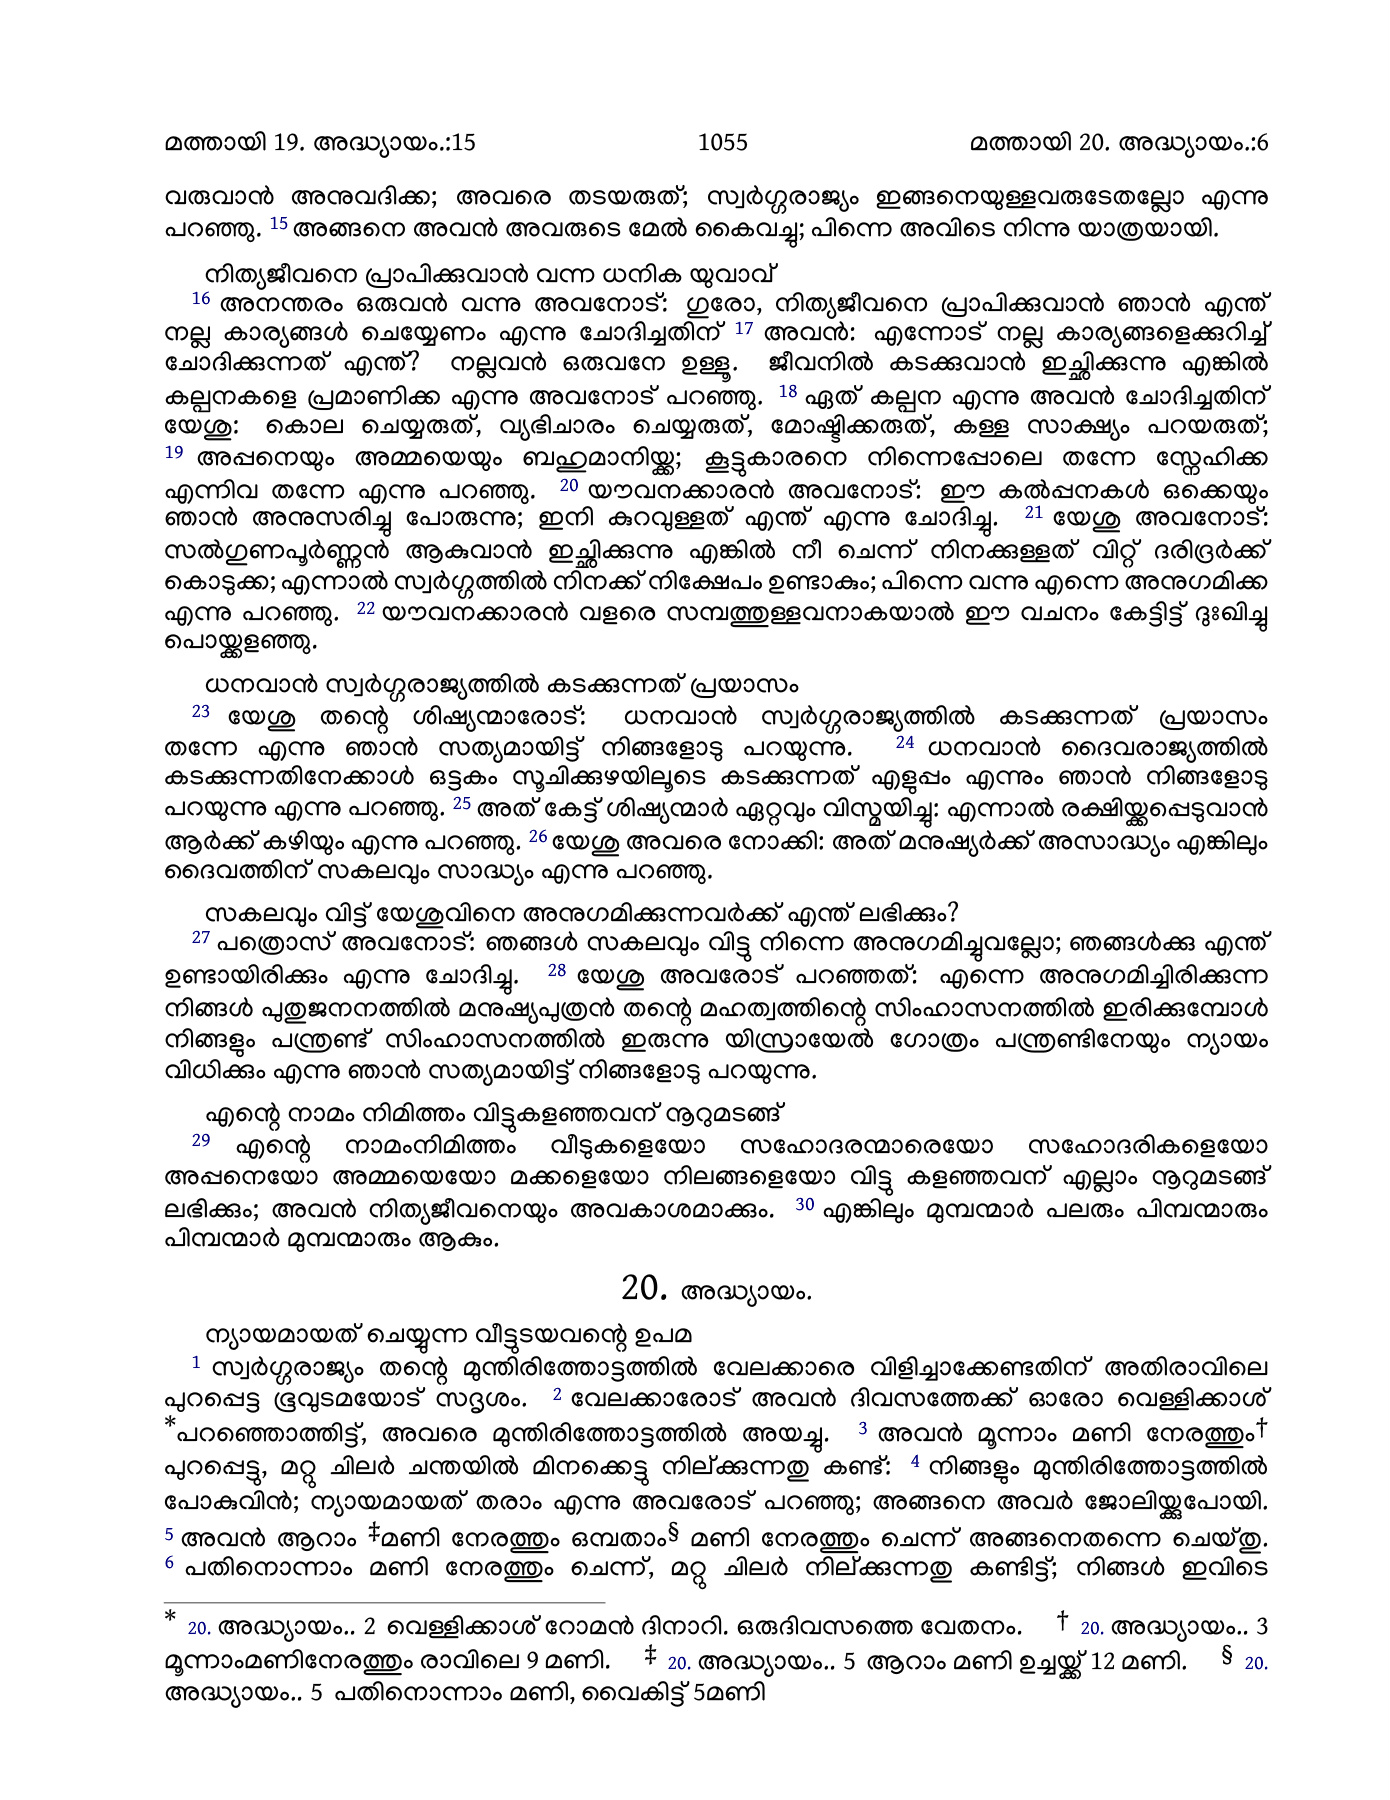 മത്തായി 19. അദ്ധ്യായം.:15 1055 മത്തായി 20. അദ്ധ്യായം.:6
വരുവാൻ അനുവദിക്ക; അവരെ തടയരുത്; സ്വർഗ്ഗരാജ്യം ഇങ്ങനെയുള്ളവരുടേതല്ലോ എന്നു
പറഞ്ഞു. 15 അങ്ങനെ അവൻ അവരുടെ മേൽ കൈവച്ചു; പിന്നെ അവിടെ നിന്നു യാത്രയായി.
നിത്യജീവനെ പ്രാപിക്കുവാൻ വന്ന ധനിക യുവാവ്
16 അനന്തരം ഒരുവൻ വന്നു അവനോട്: ഗുരോ, നിത്യജീവനെ പ്രാപിക്കുവാൻ ഞാൻ എന്ത്
നല്ല കാര്യങ്ങൾ ചെയ്യേണം എന്നു ചോദിച്ചതിന് 17 അവൻ: എന്നോട് നല്ല കാര്യങ്ങളെക്കുറിച്ച്
ചോദിക്കുന്നത് എന്ത്? നല്ലവൻ ഒരുവനേ ഉള്ളൂ. ജീവനിൽ കടക്കുവാൻ ഇച്ഛിക്കുന്നു എങ്കിൽ
കല്പനകളെ പ്രമാണിക്ക എന്നു അവനോട് പറഞ്ഞു. 18 ഏത് കല്പന എന്നു അവൻ ചോദിച്ചതിന്
യേശു: കൊല ചെയ്യരുത്, വ്യഭിചാരം ചെയ്യരുത്, മോഷ്ടിക്കരുത്, കള്ള സാക്ഷ്യം പറയരുത്;
19 അപ്പനെയും അമ്മയെയും ബഹുമാനിയ്ക്ക; കൂട്ടുകാരനെ നിന്നെപ്പോലെ തന്നേ സ്നേഹിക്ക
എന്നിവ തന്നേ എന്നു പറഞ്ഞു. 20 യൗവനക്കാരൻ അവനോട്: ഈ കൽപ്പനകൾ ഒക്കെയും
ഞാൻ അനുസരിച്ചു പോരുന്നു; ഇനി കുറവുള്ളത് എന്ത് എന്നു ചോദിച്ചു. 21 യേശു അവനോട്:
സൽഗുണപൂർണ്ണൻ ആകുവാൻ ഇച്ഛിക്കുന്നു എങ്കിൽ നീ ചെന്ന് നിനക്കുള്ളത് വിറ്റ് ദരിദ്രർക്ക്
കൊടുക്ക; എന്നാൽ സ്വർഗ്ഗത്തിൽ നിനക്ക് നിക്ഷേപം ഉണ്ടാകും; പിന്നെ വന്നു എന്നെ അനുഗമിക്ക
എന്നു പറഞ്ഞു. 22 യൗവനക്കാരൻ വളരെ സമ്പത്തുള്ളവനാകയാൽ ഈ വചനം കേട്ടിട്ട് ദുഃഖിച്ചു
പൊയ്ക്കളഞ്ഞു.
ധനവാൻ സ്വർഗ്ഗരാജ്യത്തിൽ കടക്കുന്നത് പ്രയാസം
23 യേശു തന്റെ ശിഷ്യന്മാരോട്: ധനവാൻ സ്വർഗ്ഗരാജ്യത്തിൽ കടക്കുന്നത് പ്രയാസം
തന്നേ എന്നു ഞാൻ സത്യമായിട്ട് നിങ്ങളോടു പറയുന്നു. 24 ധനവാൻ ദൈവരാജ്യത്തിൽ
കടക്കുന്നതിനേക്കാൾ ഒട്ടകം സൂചിക്കുഴയിലൂടെ കടക്കുന്നത് എളുപ്പം എന്നും ഞാൻ നിങ്ങളോടു
പറയുന്നു എന്നു പറഞ്ഞു. 25 അത് കേട്ട് ശിഷ്യന്മാർ ഏറ്റവും വിസ്മയിച്ചു: എന്നാൽ രക്ഷിയ്ക്കപ്പെടുവാൻ
ആർക്ക് കഴിയും എന്നു പറഞ്ഞു. 26 യേശു അവരെ നോക്കി: അത് മനുഷ്യർക്ക് അസാദ്ധ്യം എങ്കിലും
ദൈവത്തിന് സകലവും സാദ്ധ്യം എന്നു പറഞ്ഞു.
സകലവും വിട്ട് യേശുവിനെ അനുഗമിക്കുന്നവർക്ക് എന്ത് ലഭിക്കും?
27 പത്രൊസ് അവനോട്: ഞങ്ങൾ സകലവും വിട്ടു നിന്നെ അനുഗമിച്ചുവല്ലോ; ഞങ്ങൾക്കു എന്ത്
ഉണ്ടായിരിക്കും എന്നു ചോദിച്ചു. 28 യേശു അവരോട് പറഞ്ഞത്: എന്നെ അനുഗമിച്ചിരിക്കുന്ന
നിങ്ങൾ പുതുജനനത്തിൽ മനുഷ്യപുത്രൻ തന്റെ മഹത്വത്തിന്റെ സിംഹാസനത്തിൽ ഇരിക്കുമ്പോൾ
നിങ്ങളും പന്ത്രണ്ട് സിംഹാസനത്തിൽ ഇരുന്നു യിസ്രായേൽ ഗോത്രം പന്ത്രണ്ടിനേയും ന്യായം
വിധിക്കും എന്നു ഞാൻ സത്യമായിട്ട് നിങ്ങളോടു പറയുന്നു.
എന്റെ നാമം നിമിത്തം വിട്ടുകളഞ്ഞവന് നൂറുമടങ്ങ്
29 എന്റെ നാമംനിമിത്തം വീടുകളെയോ സഹോദരന്മാരെയോ സഹോദരികളെയോ
അപ്പനെയോ അമ്മയെയോ മക്കളെയോ നിലങ്ങളെയോ വിട്ടു കളഞ്ഞവന് എല്ലാം നൂറുമടങ്ങ്
ലഭിക്കും; അവൻ നിത്യജീവനെയും അവകാശമാക്കും. 30 എങ്കിലും മുമ്പന്മാർ പലരും പിമ്പന്മാരും
പിമ്പന്മാർ മുമ്പന്മാരും ആകും.
20. അദ്ധ്യായം.
ന്യായമായത് ചെയ്യുന്ന വീട്ടുടയവന്റെ ഉപമ
1 സ്വർഗ്ഗരാജ്യം തന്റെ മുന്തിരിത്തോട്ടത്തിൽ വേലക്കാരെ വിളിച്ചാക്കേണ്ടതിന് അതിരാവിലെ
പുറപ്പെട്ട ഭൂവുടമയോട് സദൃശം. 2 വേലക്കാരോട് അവൻ ദിവസത്തേക്ക് ഓരോ വെള്ളിക്കാശ്
*പറഞ്ഞൊത്തിട്ട്, അവരെ മുന്തിരിത്തോട്ടത്തിൽ അയച്ചു. 3 അവൻ മൂന്നാം മണി നേരത്തും†
പുറപ്പെട്ടു, മറ്റു ചിലർ ചന്തയിൽ മിനക്കെട്ടു നില്ക്കുന്നതു കണ്ട്: 4 നിങ്ങളും മുന്തിരിത്തോട്ടത്തിൽ
പോകുവിൻ; ന്യായമായത് തരാം എന്നു അവരോട് പറഞ്ഞു; അങ്ങനെ അവർ ജോലിയ്ക്കുപോയി.
5 അവൻ ആറാം ‡മണി നേരത്തും ഒമ്പതാം§ മണി നേരത്തും ചെന്ന് അങ്ങനെതന്നെ ചെയ്തു.
6 പതിനൊന്നാം മണി നേരത്തും ചെന്ന്, മറ്റു ചിലർ നില്ക്കുന്നതു കണ്ടിട്ട്; നിങ്ങൾ ഇവിടെ
* 20. അദ്ധ്യായം.. 2 വെള്ളിക്കാശ് റോമൻ ദിനാറി. ഒരുദിവസത്തെ വേതനം. † 20. അദ്ധ്യായം.. 3
മൂന്നാംമണിനേരത്തും രാവിലെ 9 മണി. ‡ 20. അദ്ധ്യായം.. 5 ആറാം മണി ഉച്ചയ്ക്ക് 12 മണി. § 20.
അദ്ധ്യായം.. 5 പതിനൊന്നാം മണി, വൈകിട്ട് 5മണി